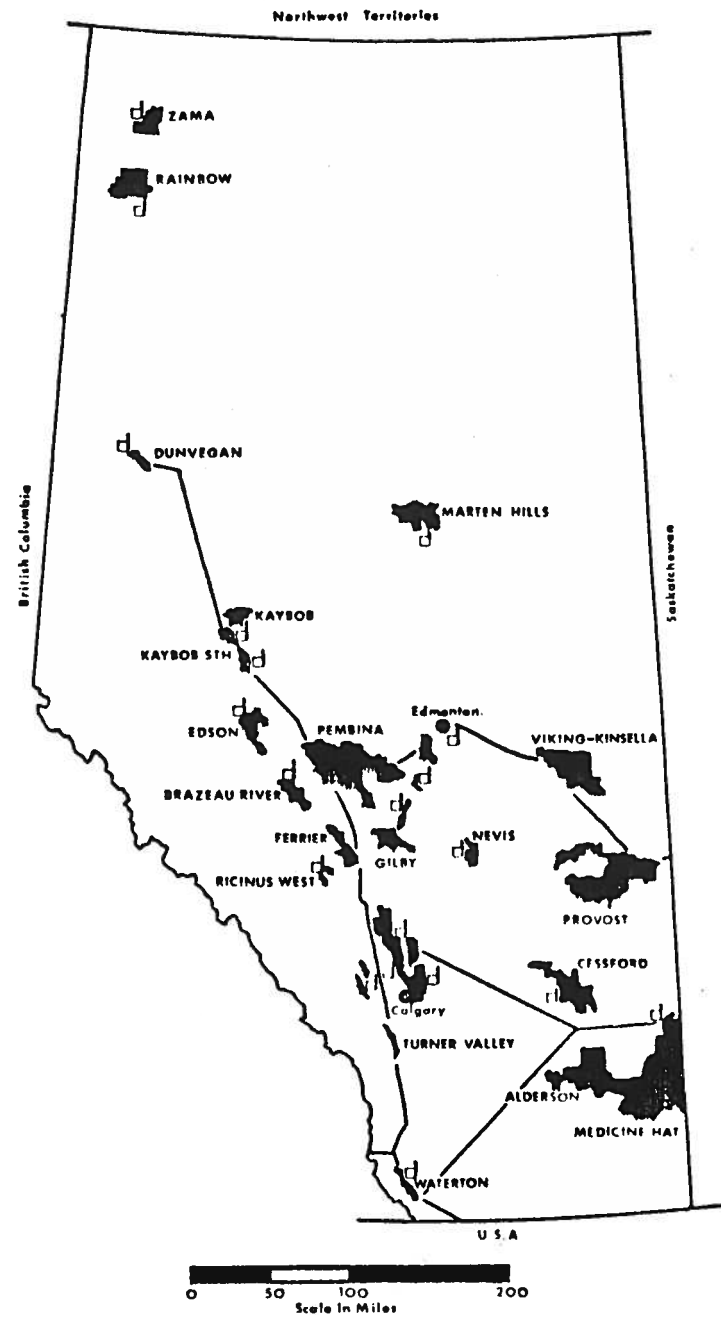 Northwest Territories
ZAMA
RAINBOW
DUNVEGAN
MARTEN HILLS
British Columbia
Saskatchewan
KAYBOB
KAYBOB STH
EDSON
PEMBINA
Edmonton.
VIKING-KINSELLA
BRAZEAU RIVER
FERRIER
GILBY
NEVIS
RICINUS WEST
PROVOST
CESSFORD
Calgary
TURNER VALLEY
ALDERSON
MEDICINE HAT
WATERTON
U S.A
0 50 100 200
Scale In Miles